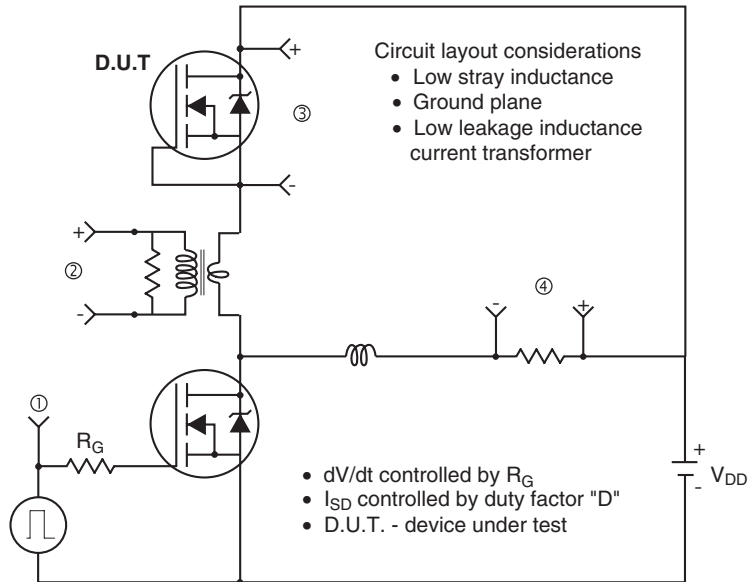 D.U.T
+
③
-
Circuit layout considerations
• Low stray inductance
• Ground plane
• Low leakage inductance
current transformer
+
②
-
-
④
+
①
R_G
+
V_DD
-
• dV/dt controlled by R_G
• I_SD controlled by duty factor "D"
• D.U.T. - device under test